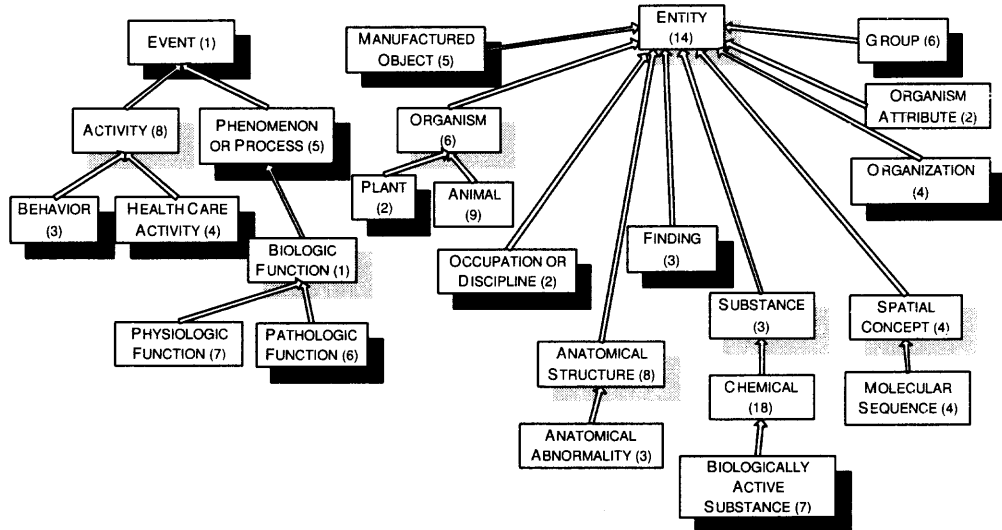 EVENT (1)
ACTIVITY (8)
PHENOMENON
OR PROCESS (5)
BEHAVIOR
(3)
HEALTH CARE
ACTIVITY (4)
BIOLOGIC
FUNCTION (1)
PHYSIOLOGIC
FUNCTION (7)
PATHOLOGIC
FUNCTION (6)
ENTITY
(14)
MANUFACTURED
OBJECT (5)
GROUP (6)
ORGANISM
(6)
ORGANISM
ATTRIBUTE (2)
PLANT
(2)
ANIMAL
(9)
ORGANIZATION
(4)
OCCUPATION OR
DISCIPLINE (2)
FINDING
(3)
SUBSTANCE
(3)
SPATIAL
CONCEPT (4)
ANATOMICAL
STRUCTURE (8)
CHEMICAL
(18)
MOLECULAR
SEQUENCE (4)
ANATOMICAL
ABNORMALITY (3)
BIOLOGICALLY
ACTIVE
SUBSTANCE (7)